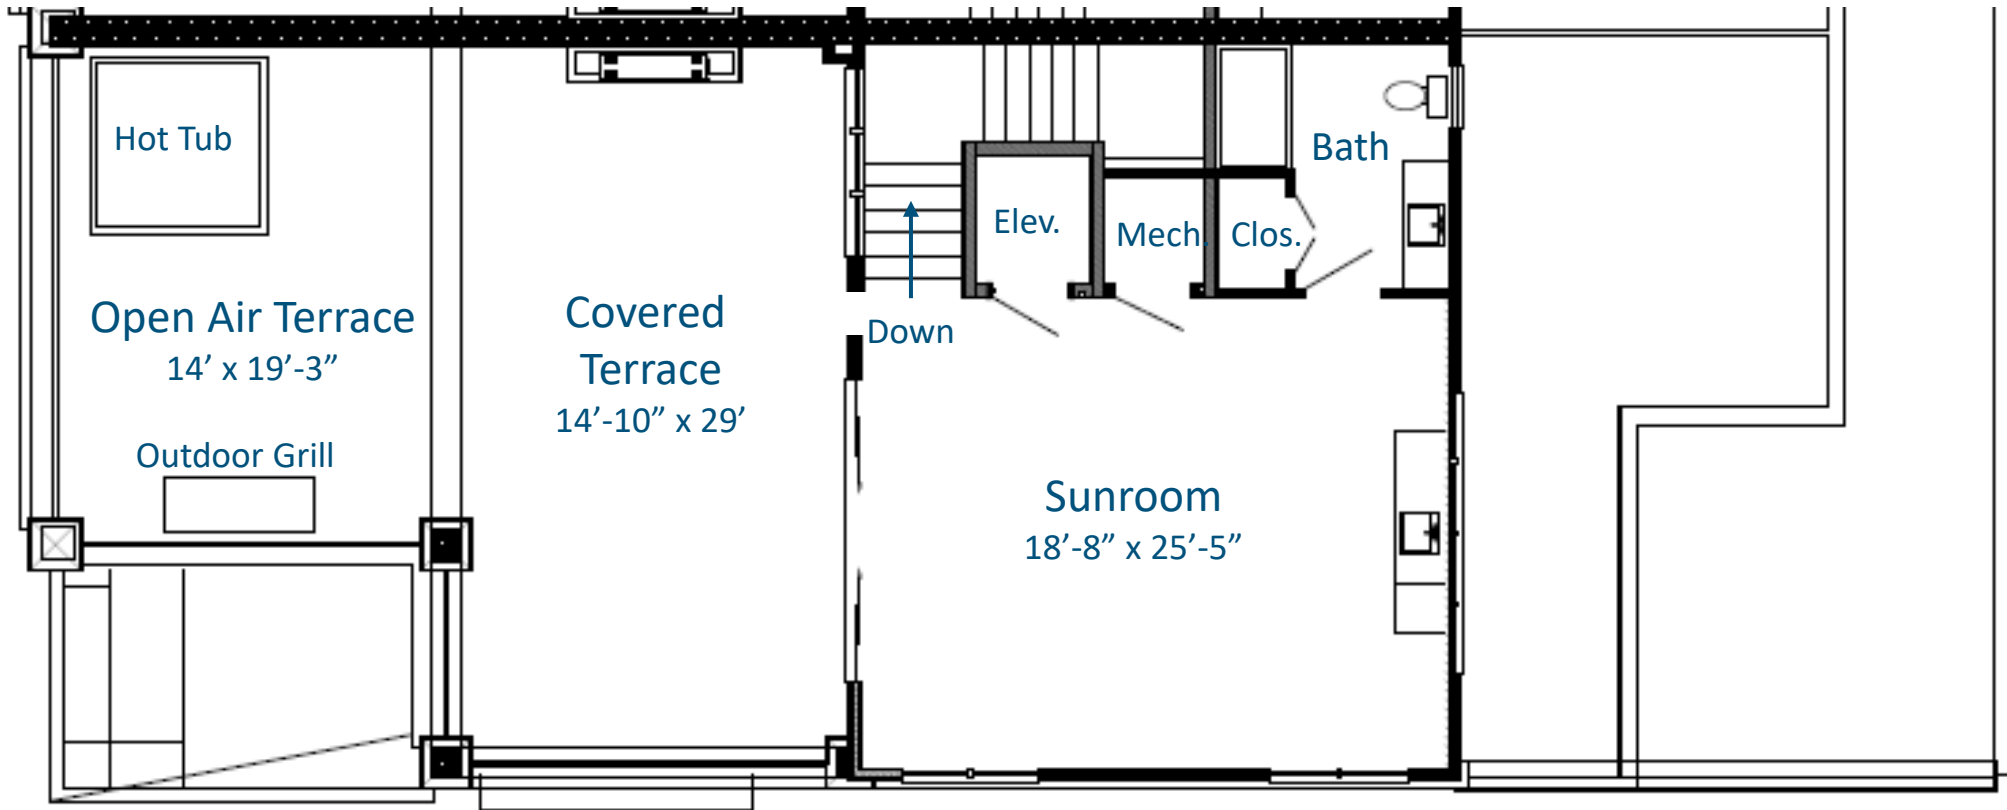 Hot Tub
Bath
Elev.
Mech.
Clos.
Open Air Terrace
14’ x 19’-3”
Covered
Terrace
14’-10” x 29’
Down
Outdoor Grill
Sunroom
18’-8” x 25’-5”